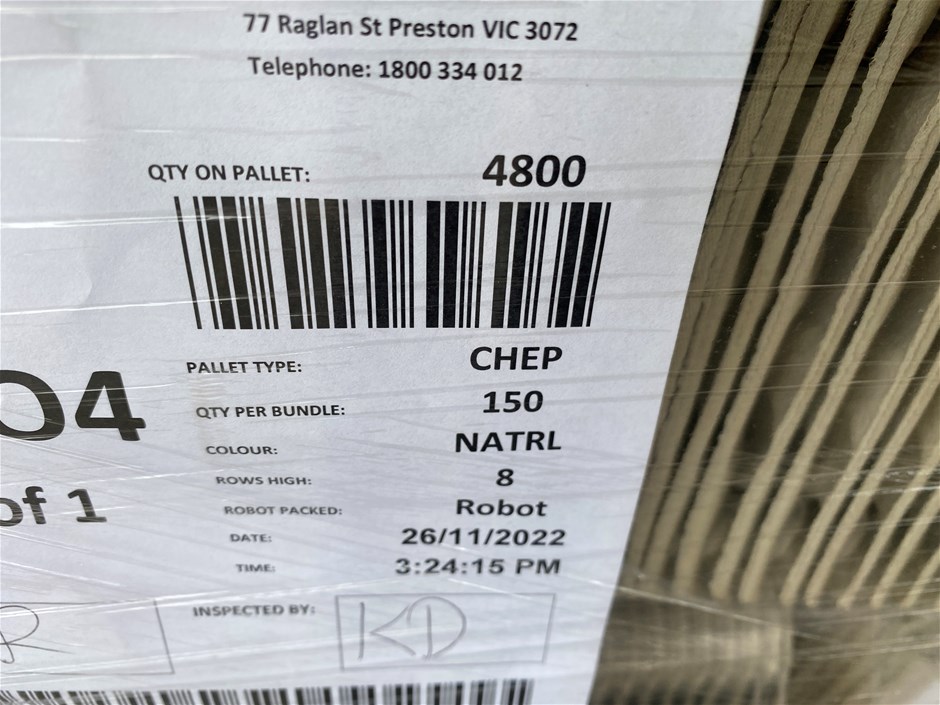 77 Raglan St Preston VIC 3072
Telephone: 1800 334 012
QTY ON PALLET: 4800
PALLET TYPE: CHEP
QTY PER BUNDLE: 150
O4
COLOUR: NATRL
ROWS HIGH: 8
of 1
ROBOT PACKED: Robot
DATE: 26/11/2022
TIME: 3:24:15 PM
INSPECTED BY: KD